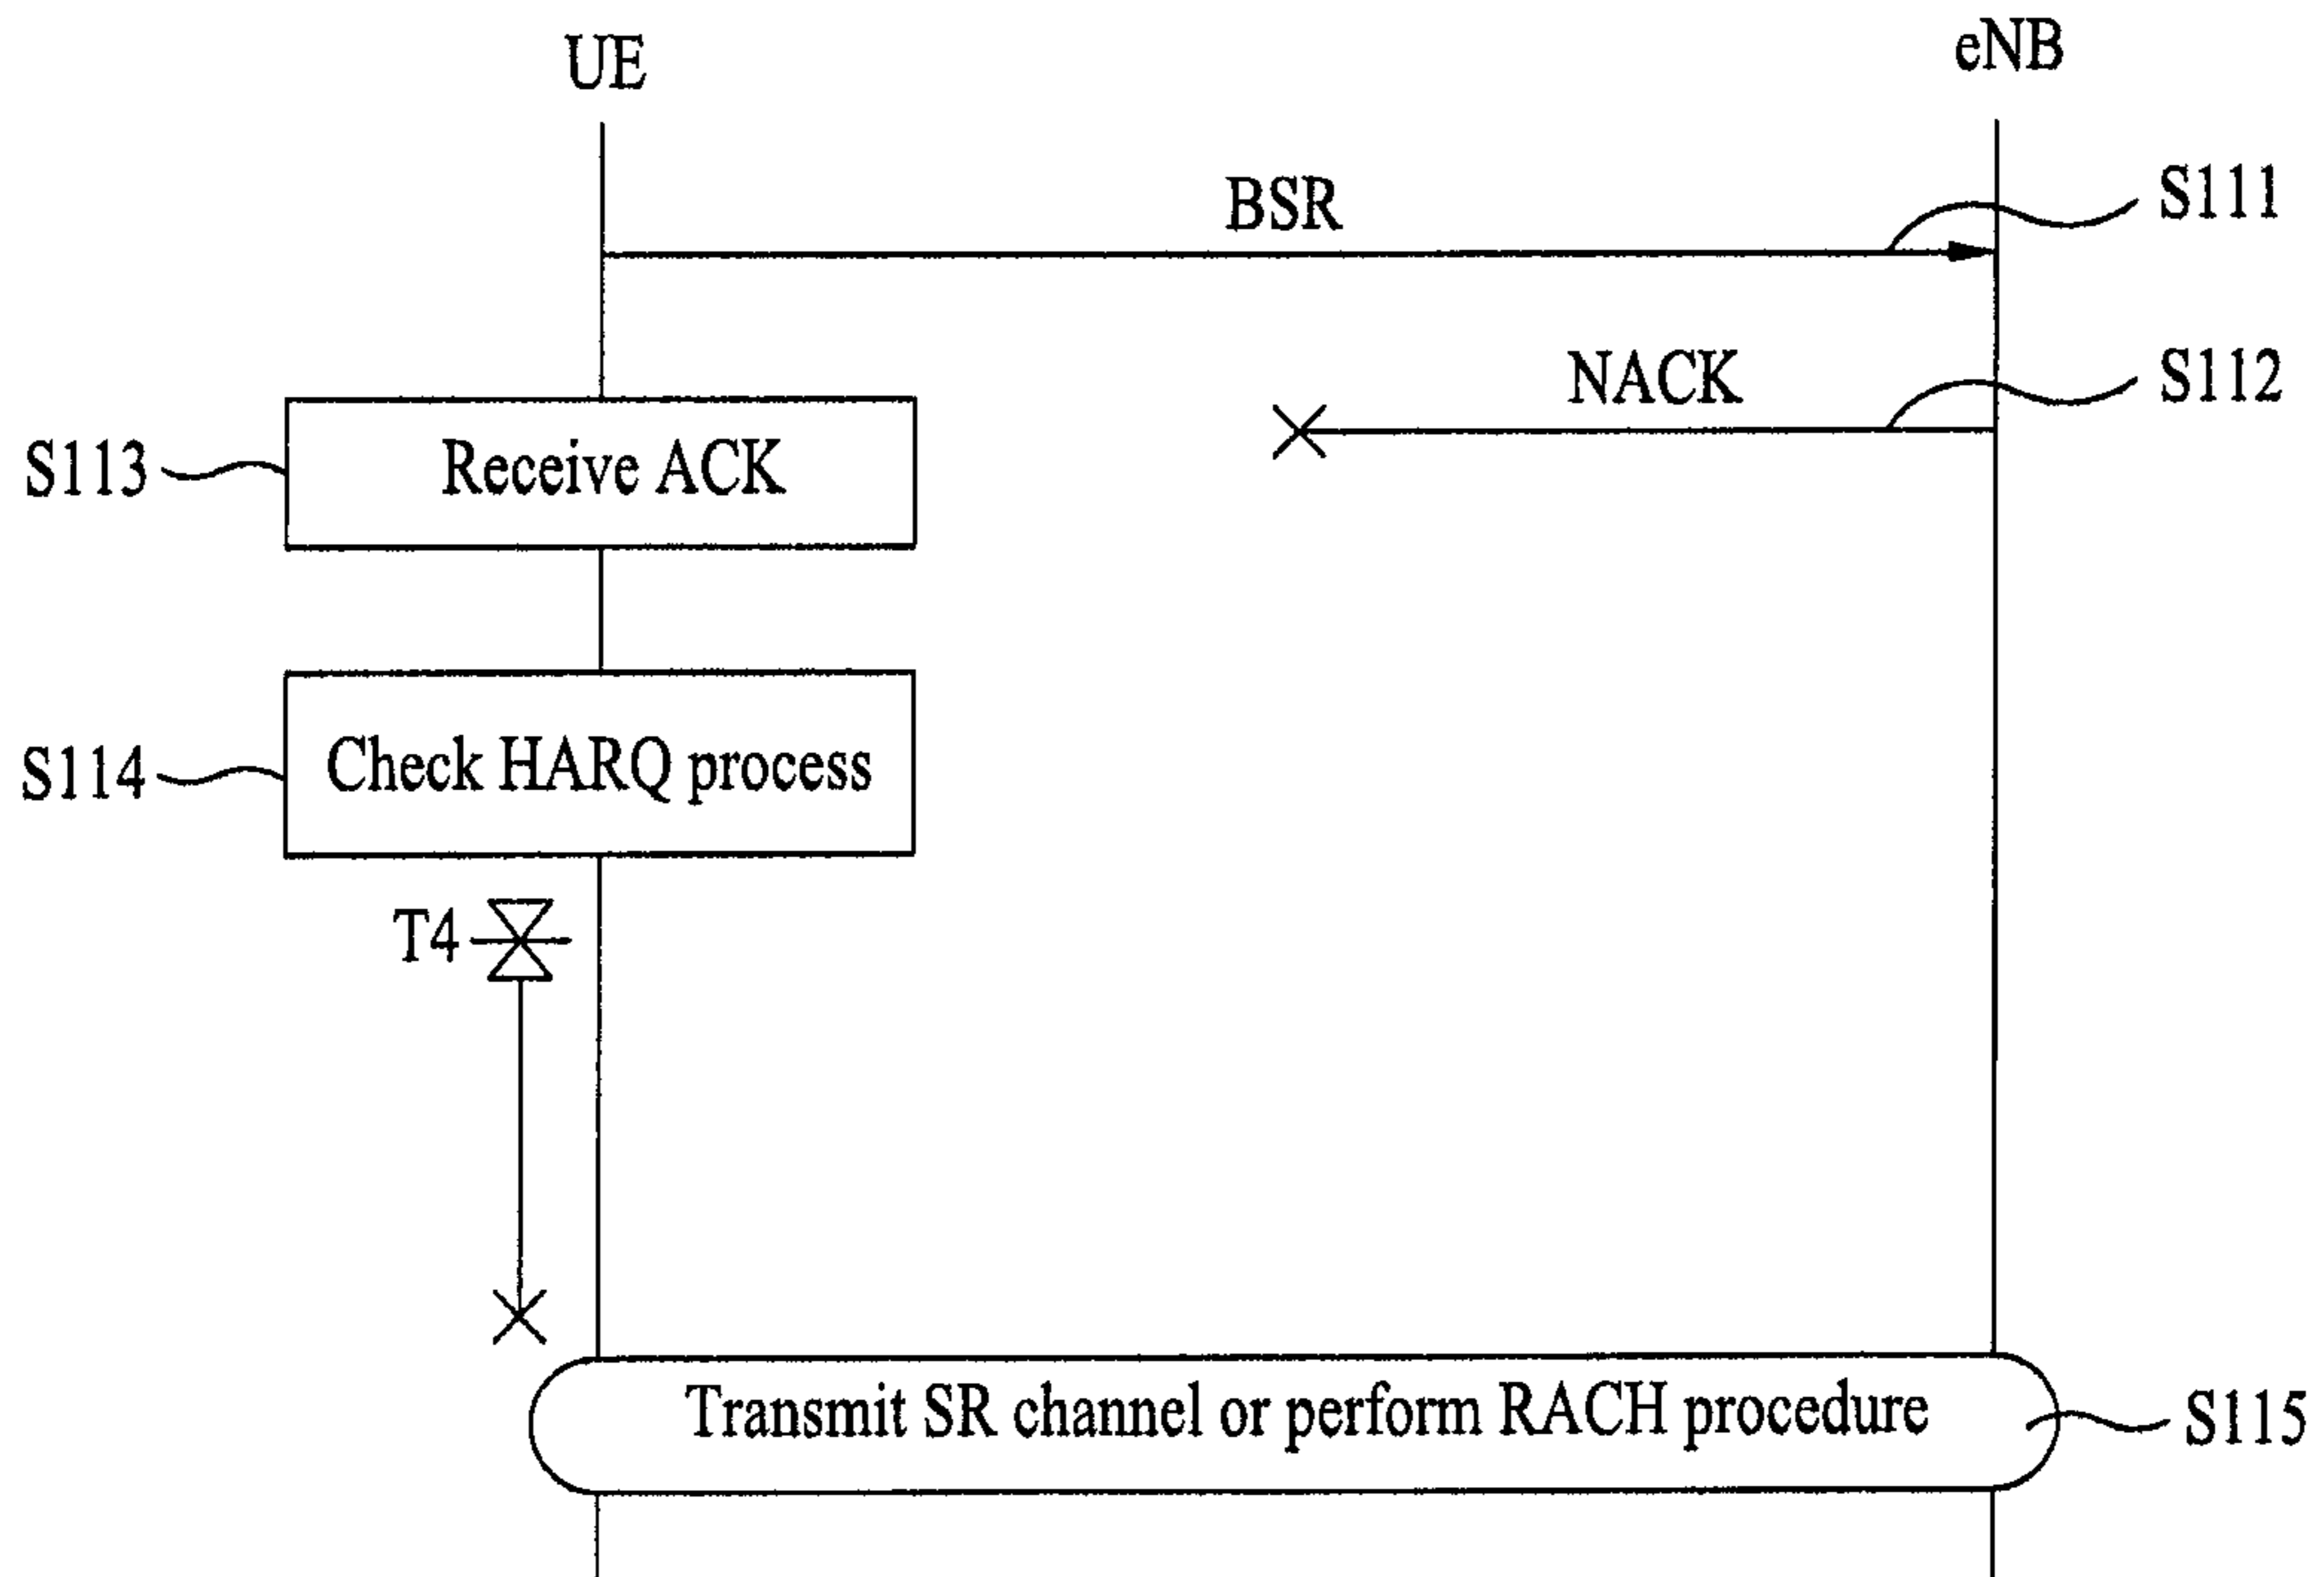 UE
eNB
BSR
S111
NACK
S112
S113
Receive ACK
S114
Check HARQ process
T4
Transmit SR channel or perform RACH procedure
S115